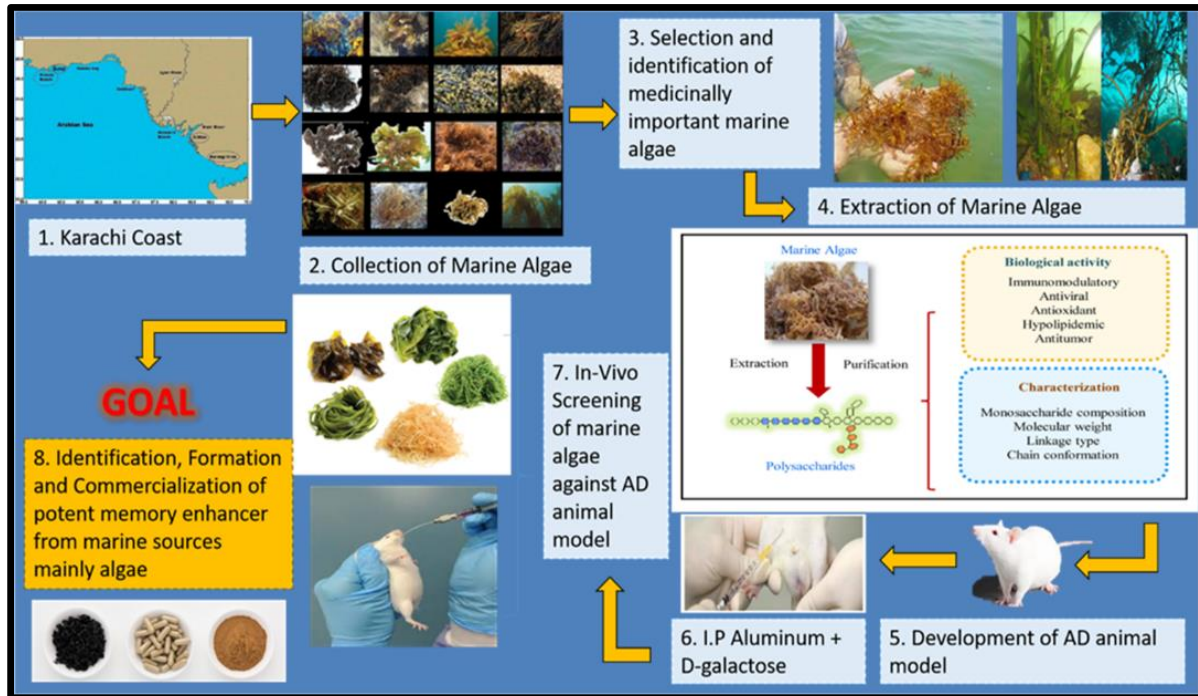 Arabian Sea
1. Karachi Coast
2. Collection of Marine Algae
3. Selection and
identification of
medicinally
important marine
algae
4. Extraction of Marine Algae
Marine Algae
Extraction
Purification
Polysaccharides
Biological activity
Immunomodulatory
Antiviral
Antioxidant
Hypolipidemic
Antitumor
Characterization
Monosaccharide composition
Molecular weight
Linkage type
Chain conformation
5. Development of AD animal
model
6. I.P Aluminum +
D-galactose
7. In-Vivo
Screening
of marine
algae
against AD
animal
model
GOAL
8. Identification, Formation
and Commercialization of
potent memory enhancer
from marine sources
mainly algae